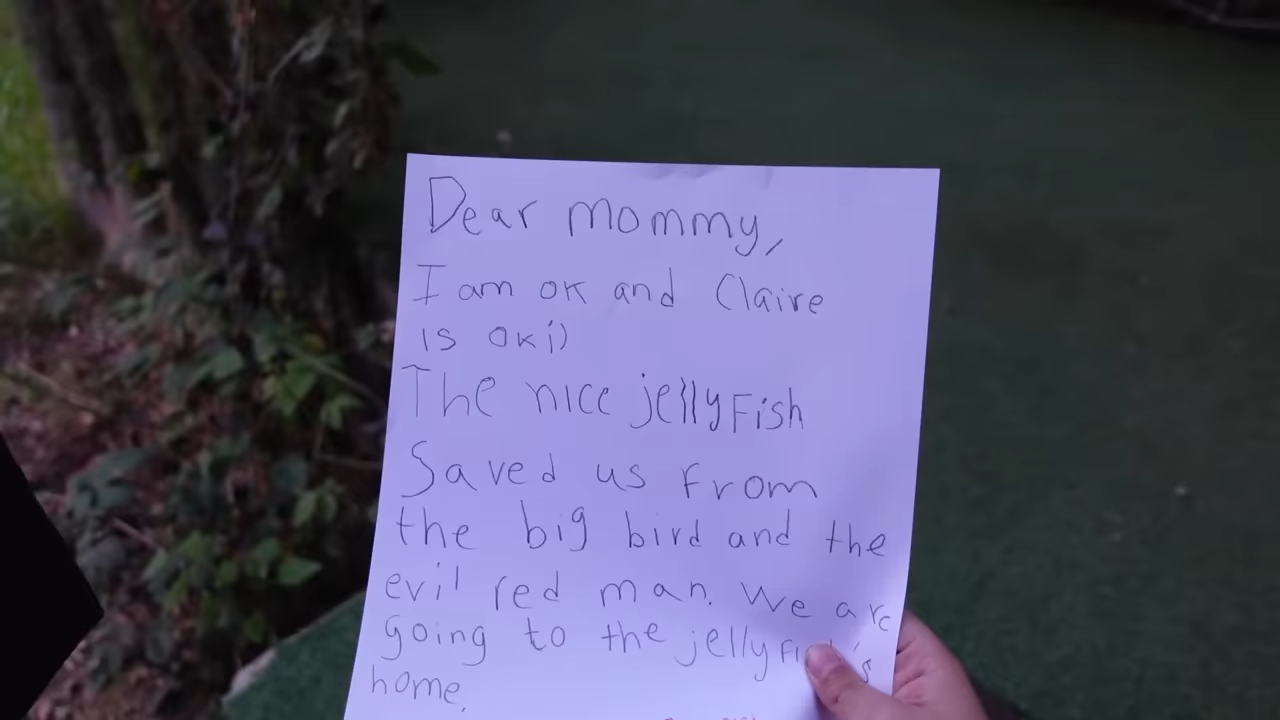 Dear mommy,
I am ok and Claire
is ok :)
The nice jellyfish
Saved us from
the big bird and the
evil red man. We are
going to the jellyfish's
home.